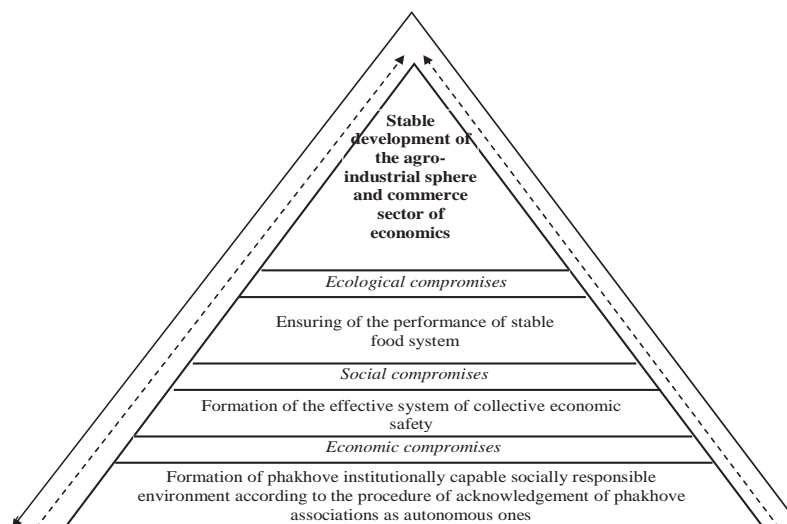 Stable
development of
the agro-
industrial sphere
and commerce
sector of
economics
Ecological compromises
Ensuring of the performance of stable
food system
Social compromises
Formation of the effective system of collective economic
safety
Economic compromises
Formation of phakhove institutionally capable socially responsible
environment according to the procedure of acknowledgement of phakhove
associations as autonomous ones